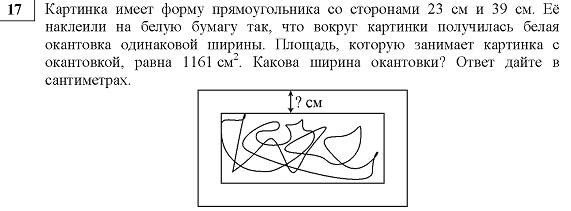 17 Картинка имеет форму прямоугольника со сторонами 23 см и 39 см. Её
наклеили на белую бумагу так, что вокруг картинки получилась белая
окантовка одинаковой ширины. Площадь, которую занимает картинка с
окантовкой, равна 1161 см². Какова ширина окантовки? Ответ дайте в
сантиметрах.
? см